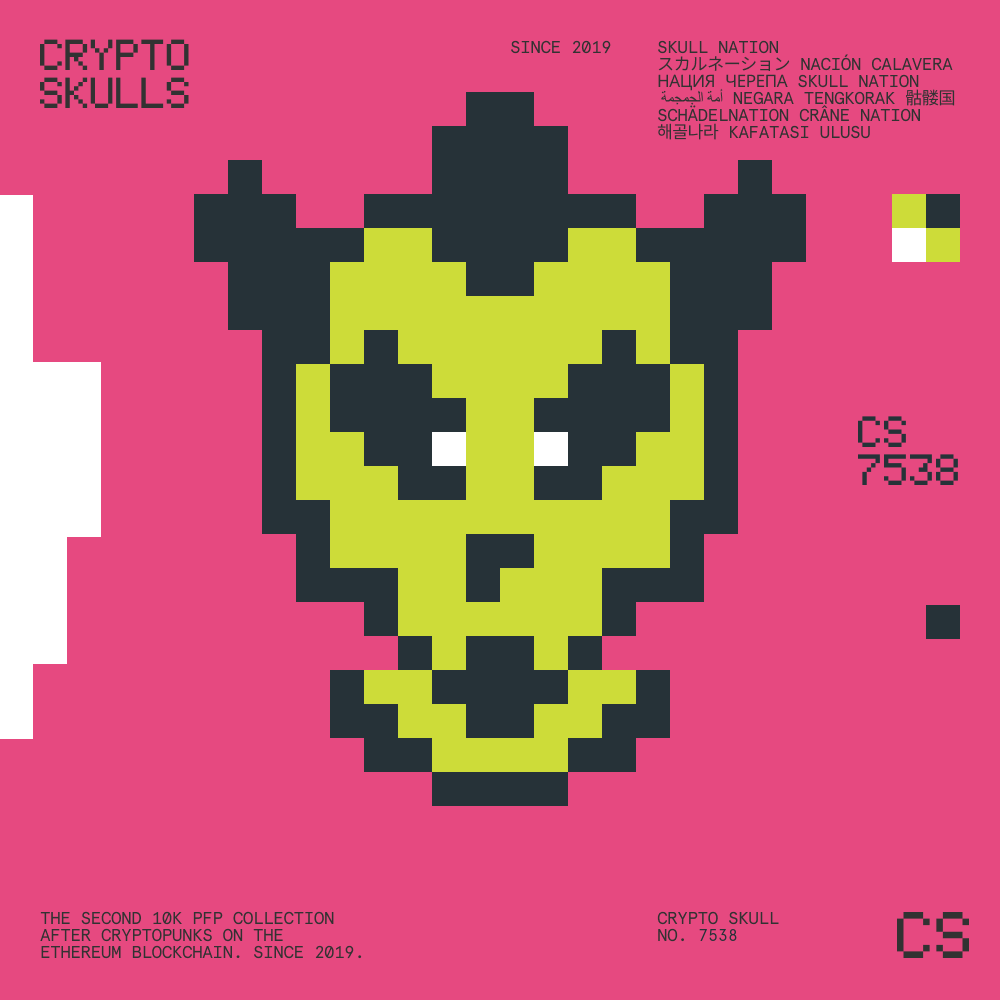 CRYPTO
SKULLS
SINCE 2019
SKULL NATION
スカルネーション NACIÓN CALAVERA
НАЦИЯ ЧЕРЕПА SKULL NATION
أمة الجمجمة NEGARA TENGKORAK 骷髅国
SCHÄDELNATION CRÂNE NATION
해골나라 KAFATASI ULUSU
CS
7538
THE SECOND 10K PFP COLLECTION
AFTER CRYPTOPUNKS ON THE
ETHEREUM BLOCKCHAIN. SINCE 2019.
CRYPTO SKULL
NO. 7538
CS